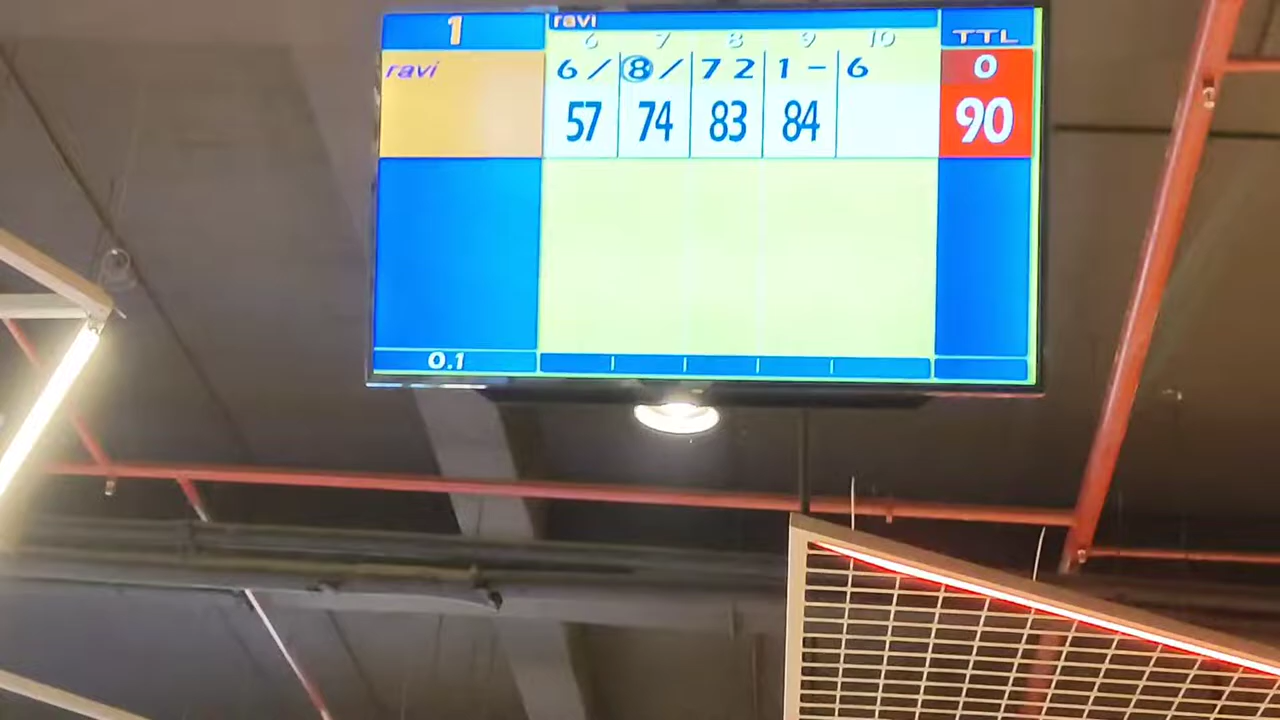 1 ravi
6 7 8 9 10 TTL
ravi 6 / 8 / 7 2 1 - 6 0
57 74 83 84 90
0.1